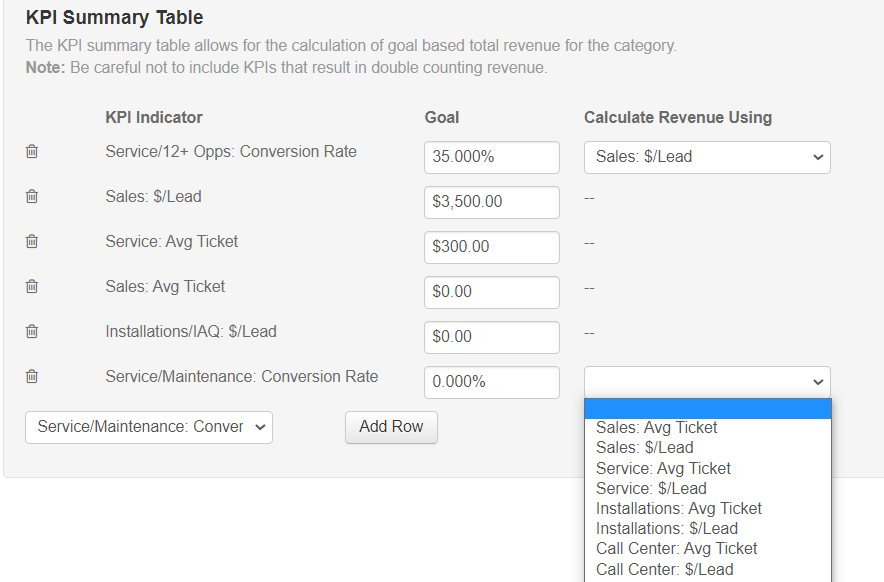 KPI Summary Table
The KPI summary table allows for the calculation of goal based total revenue for the category.
Note: Be careful not to include KPIs that result in double counting revenue.
KPI Indicator Goal Calculate Revenue Using
Service/12+ Opps: Conversion Rate 35.000% Sales: $/Lead
Sales: $/Lead $3,500.00 --
Service: Avg Ticket $300.00 --
Sales: Avg Ticket $0.00 --
Installations/IAQ: $/Lead $0.00 --
Service/Maintenance: Conversion Rate 0.000%
Service/Maintenance: Conver Add Row
Sales: Avg Ticket
Sales: $/Lead
Service: Avg Ticket
Service: $/Lead
Installations: Avg Ticket
Installations: $/Lead
Call Center: Avg Ticket
Call Center: $/Lead